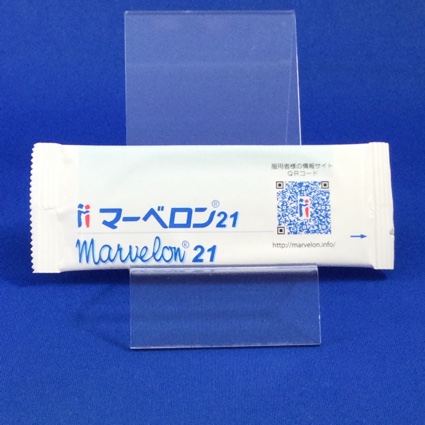 服用者様の情報サイト
QRコード
マーベロン®21
Marvelon® 21
http://marvelon.info/
→